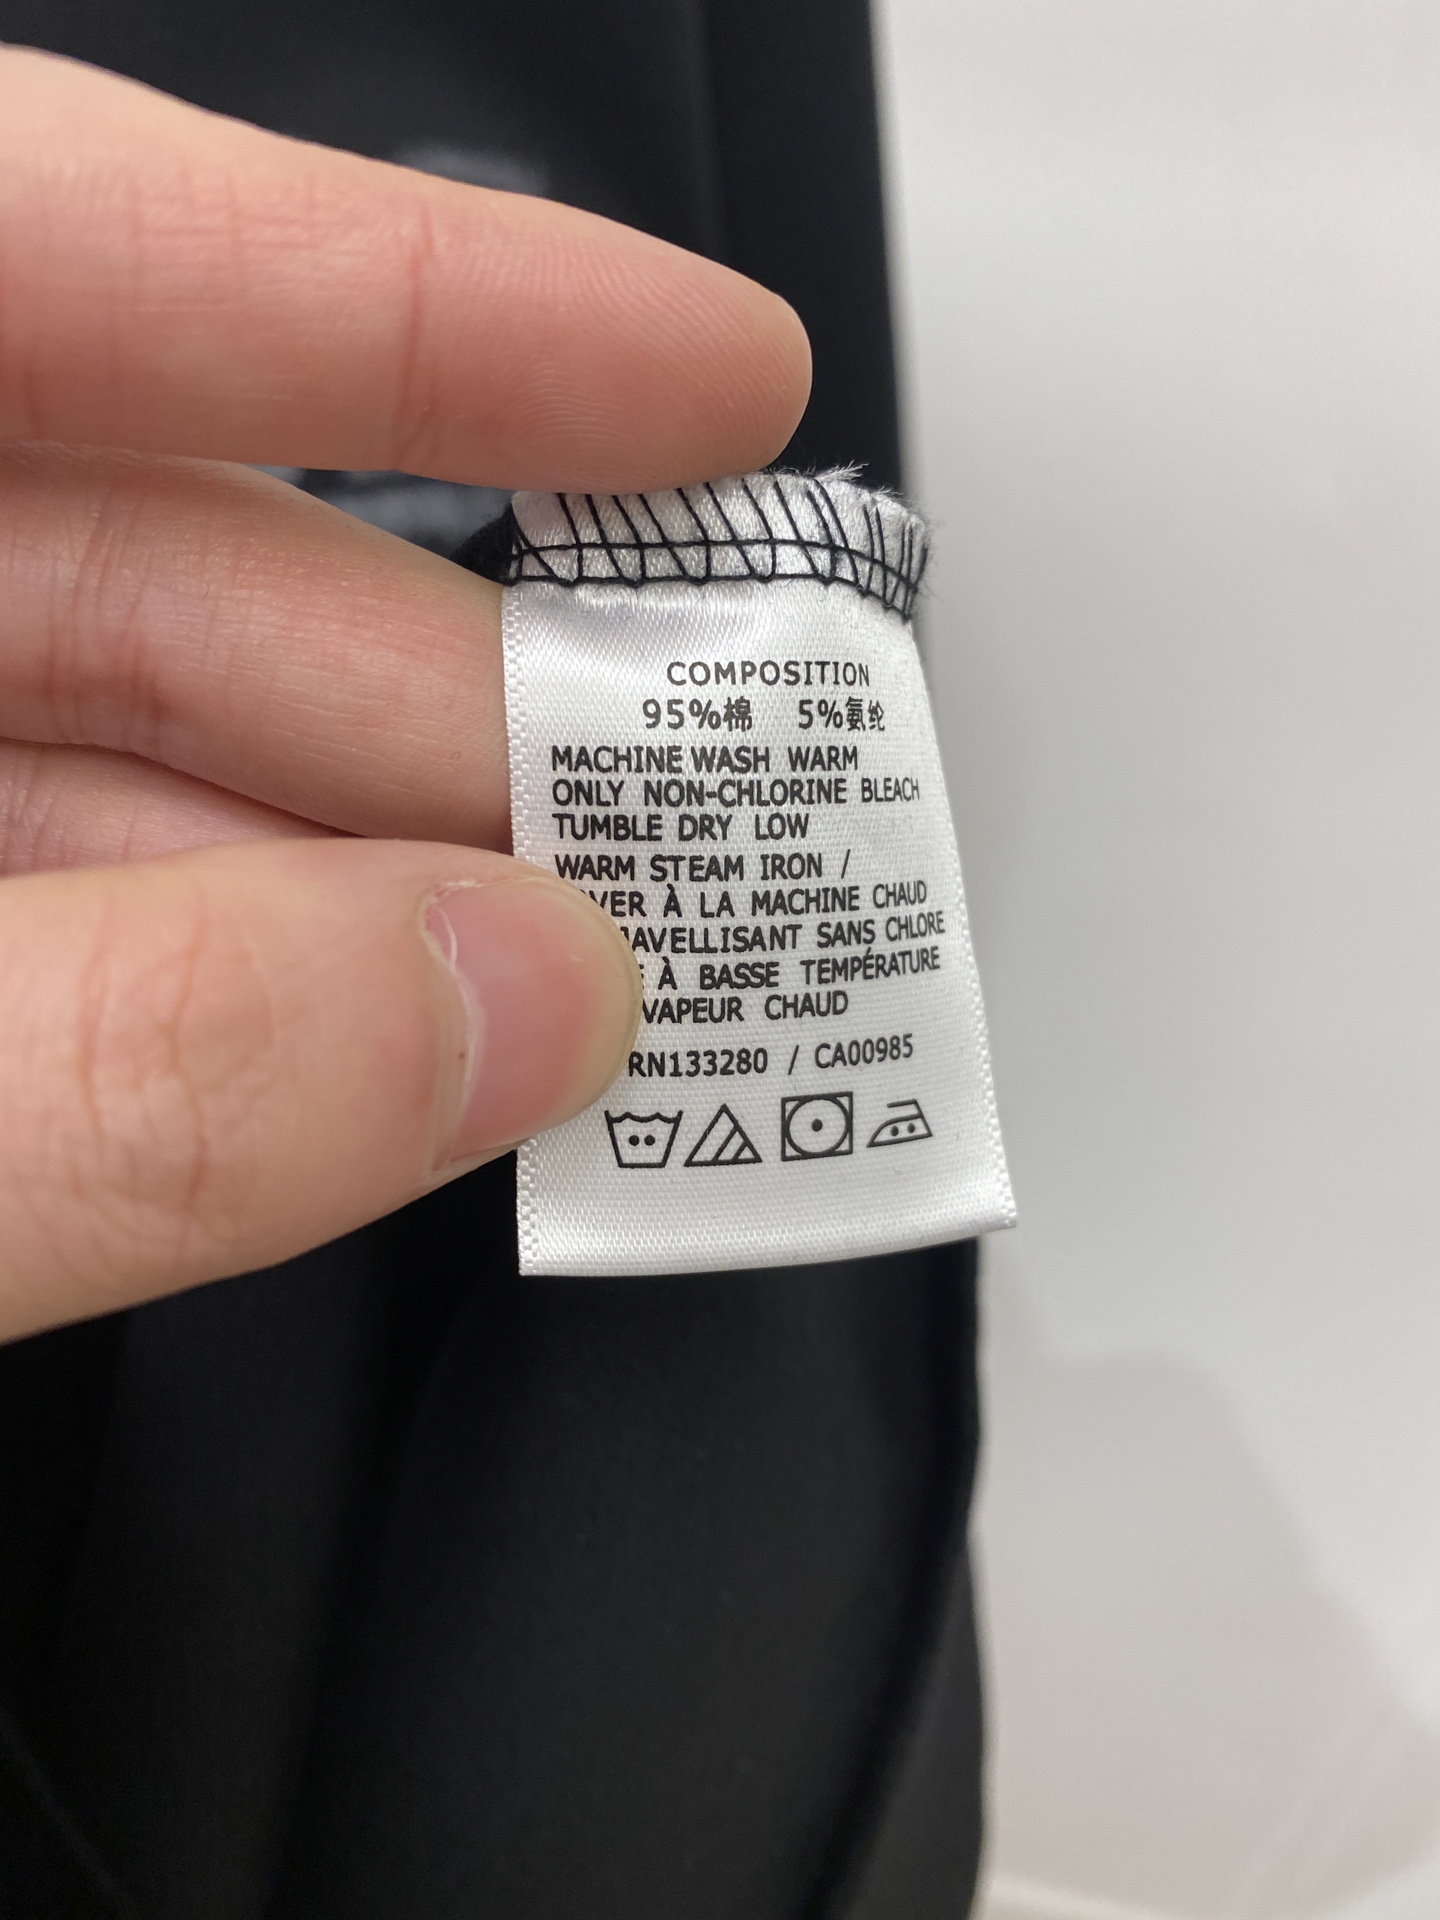 COMPOSITION
95%棉 5%氨纶
MACHINE WASH WARM
ONLY NON-CHLORINE BLEACH
TUMBLE DRY LOW
WARM STEAM IRON /
À LA MACHINE CHAUD
SANS CHLORE
À BASSE TEMPÉRATURE
VAPEUR CHAUD
RN133280 / CA00985